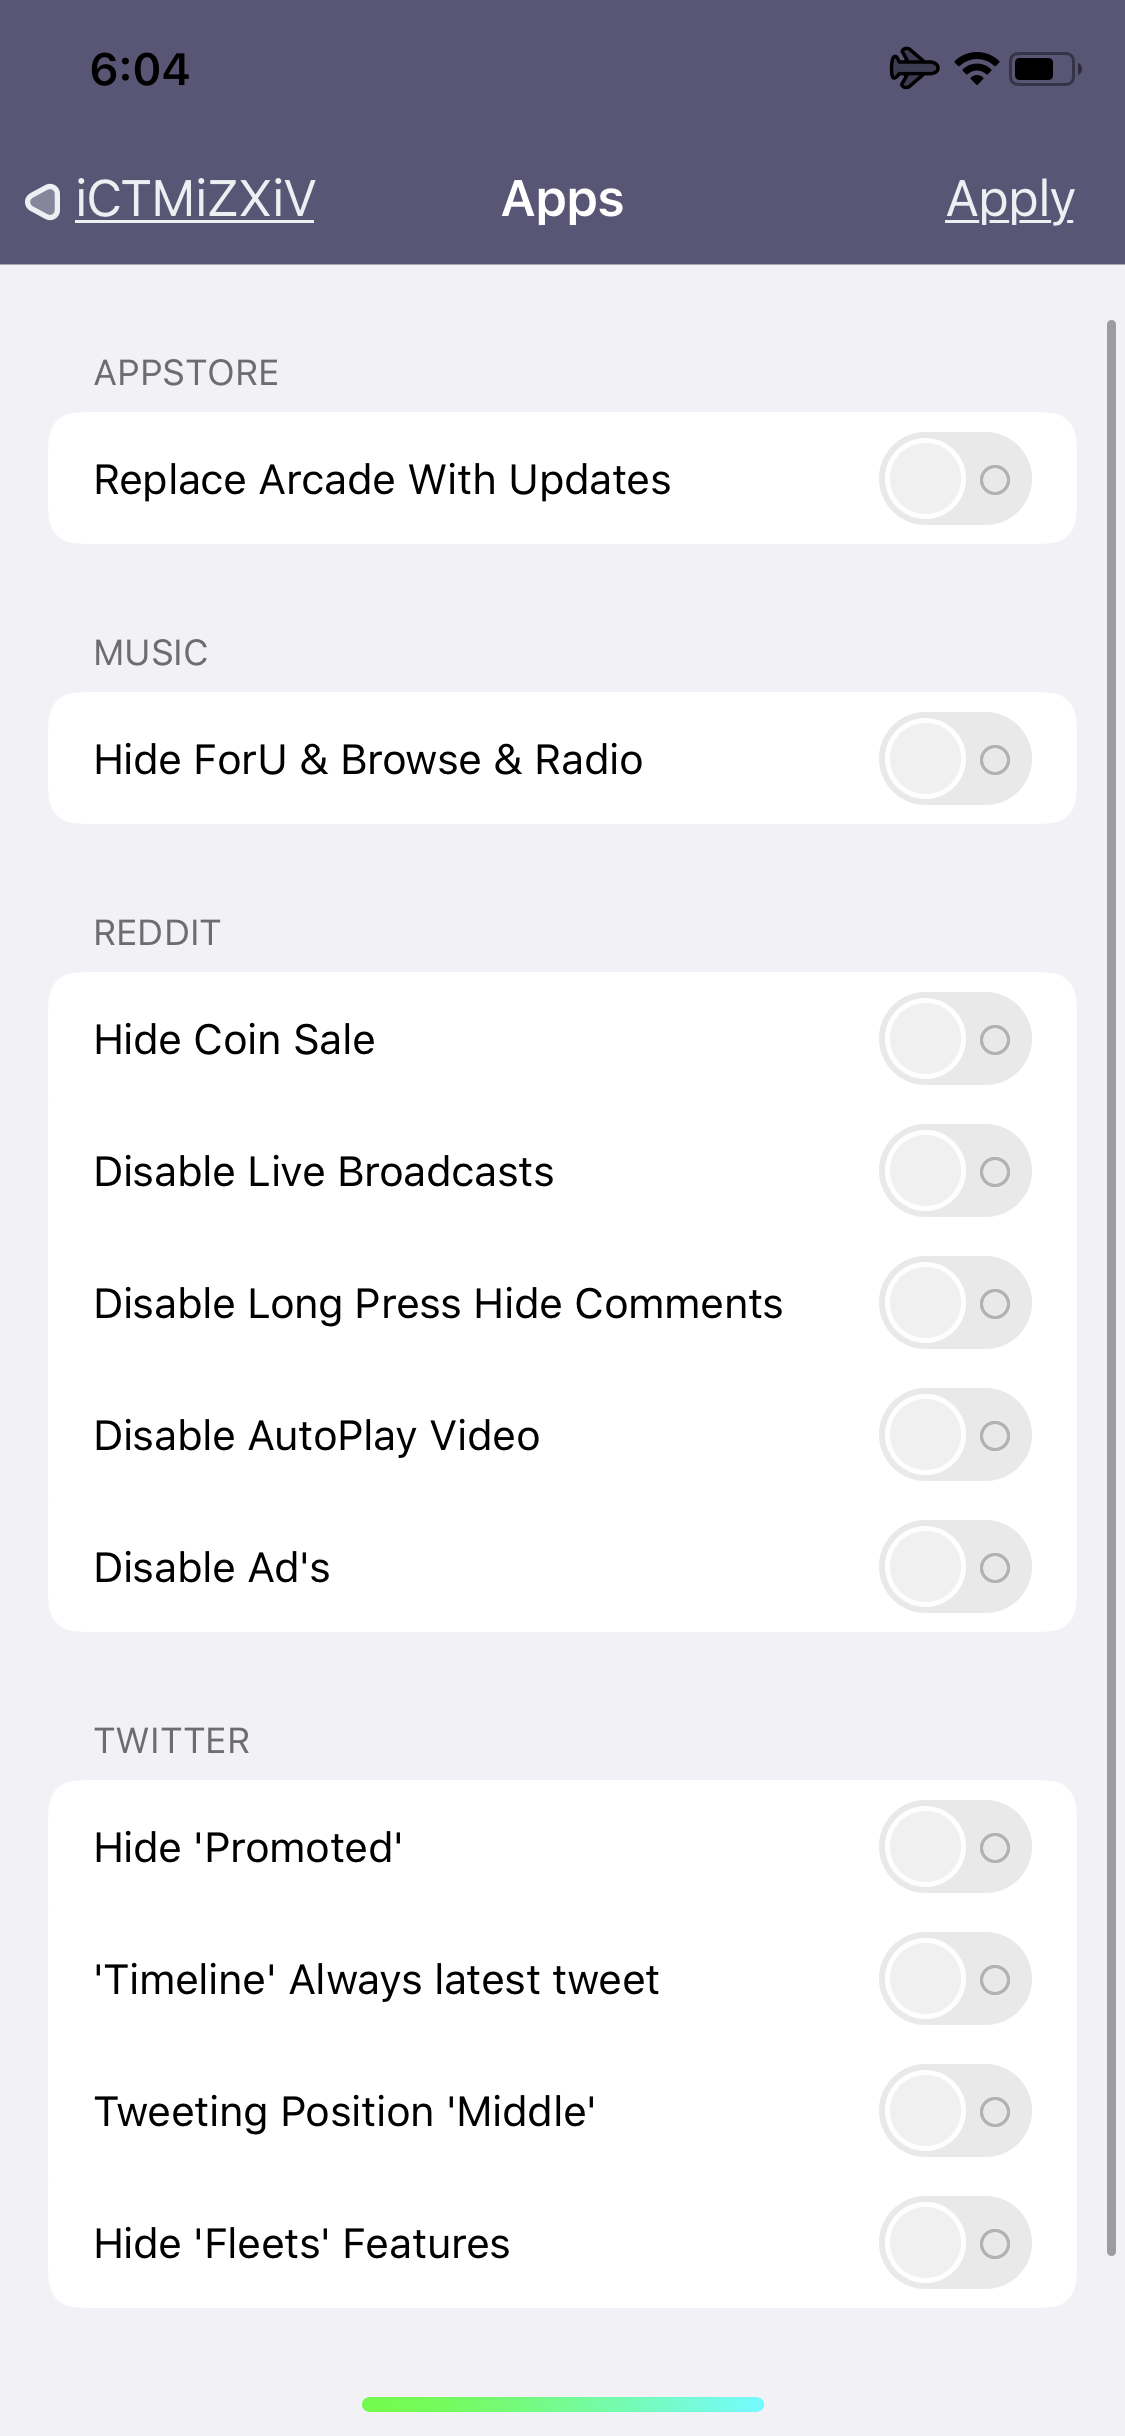 6:04
iCTMiZXiV
Apps
Apply
APPSTORE
Replace Arcade With Updates
MUSIC
Hide ForU & Browse & Radio
REDDIT
Hide Coin Sale
Disable Live Broadcasts
Disable Long Press Hide Comments
Disable AutoPlay Video
Disable Ad's
TWITTER
Hide 'Promoted'
'Timeline' Always latest tweet
Tweeting Position 'Middle'
Hide 'Fleets' Features